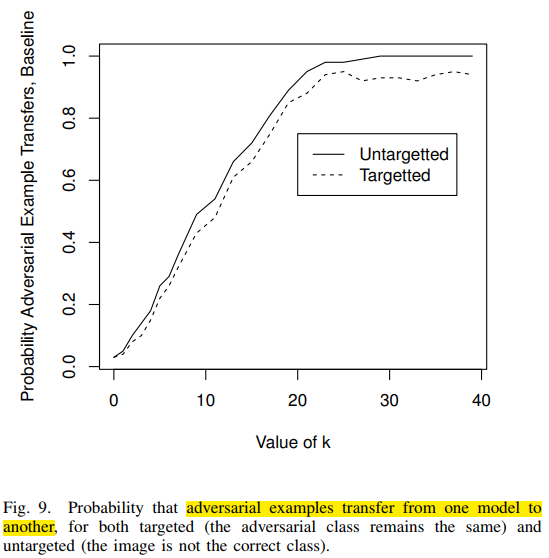 Probability Adversarial Example Transfers, Baseline
1.0
0.8
0.6
0.4
0.2
0.0
Untargetted
Targetted
0 10 20 30 40
Value of k
Fig. 9. Probability that adversarial examples transfer from one model to
another, for both targeted (the adversarial class remains the same) and
untargeted (the image is not the correct class).